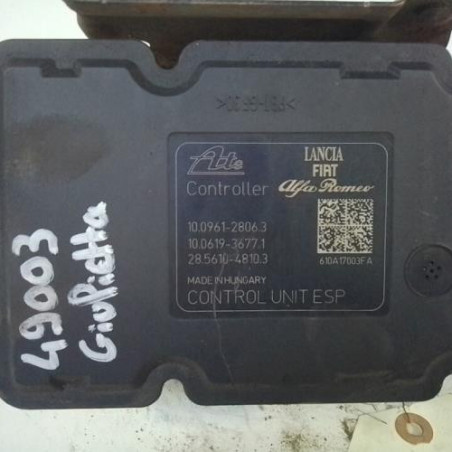 Ate
LANCIA
FIAT
Controller
Alfa Romeo
10.0961-2806.3
10.0619-3677.1
28.5610-4810.3
610A17003FA
MADE IN HUNGARY
CONTROL UNIT ESP
49003
Giulietta